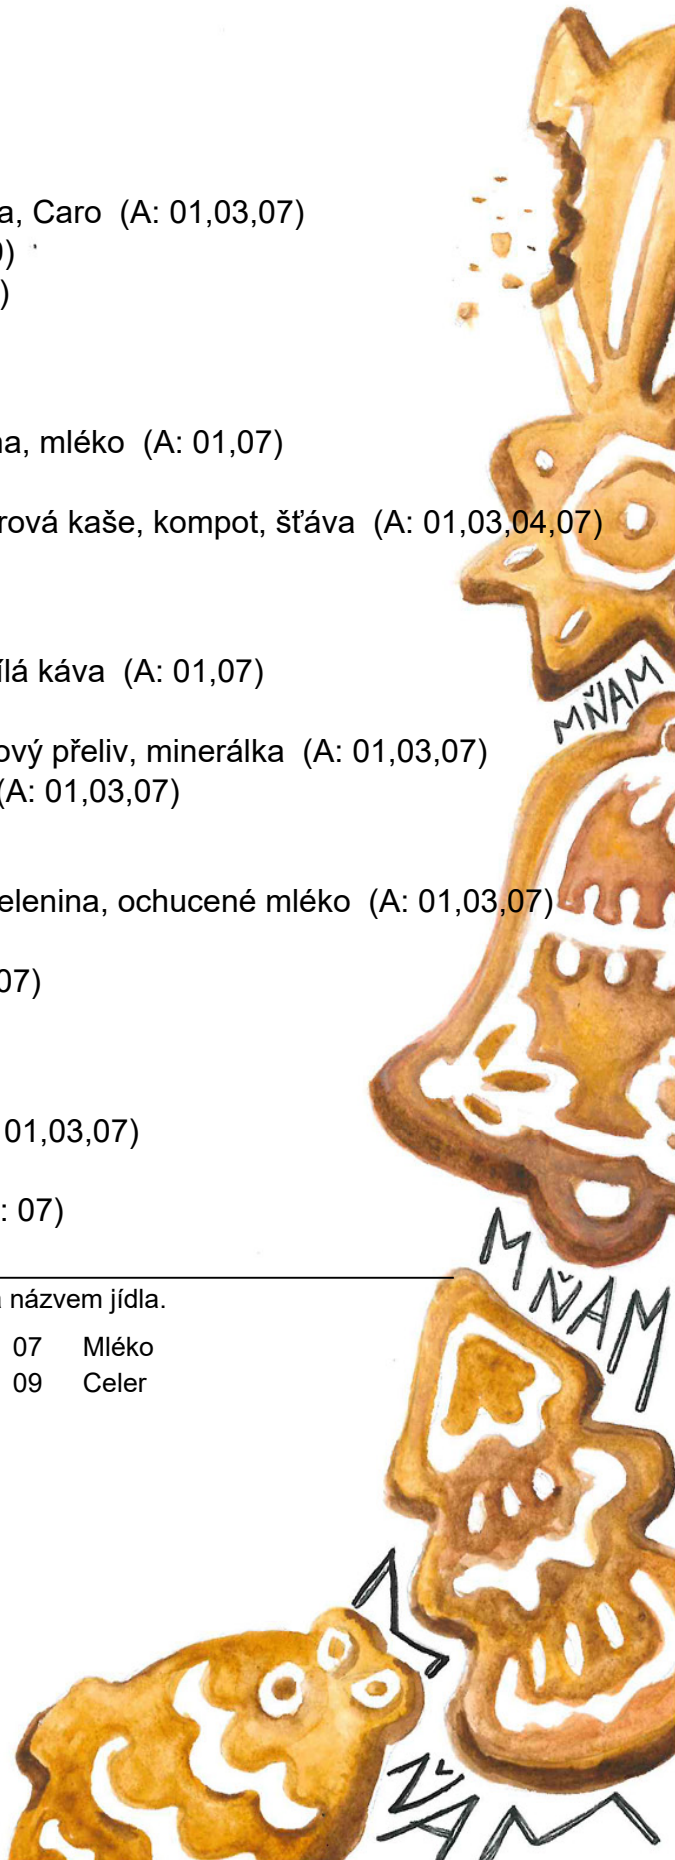 a, Caro (A: 01,03,07)
)
)
na, mléko (A: 01,07)
rová kaše, kompot, šťáva (A: 01,03,04,07)
ílá káva (A: 01,07)
ový přeliv, minerálka (A: 01,03,07)
(A: 01,03,07)
elenina, ochucené mléko (A: 01,03,07)
07)
01,03,07)
: 07)
MŇAM
MŇAM
a názvem jídla.
07 Mléko
09 Celer
MŇAM